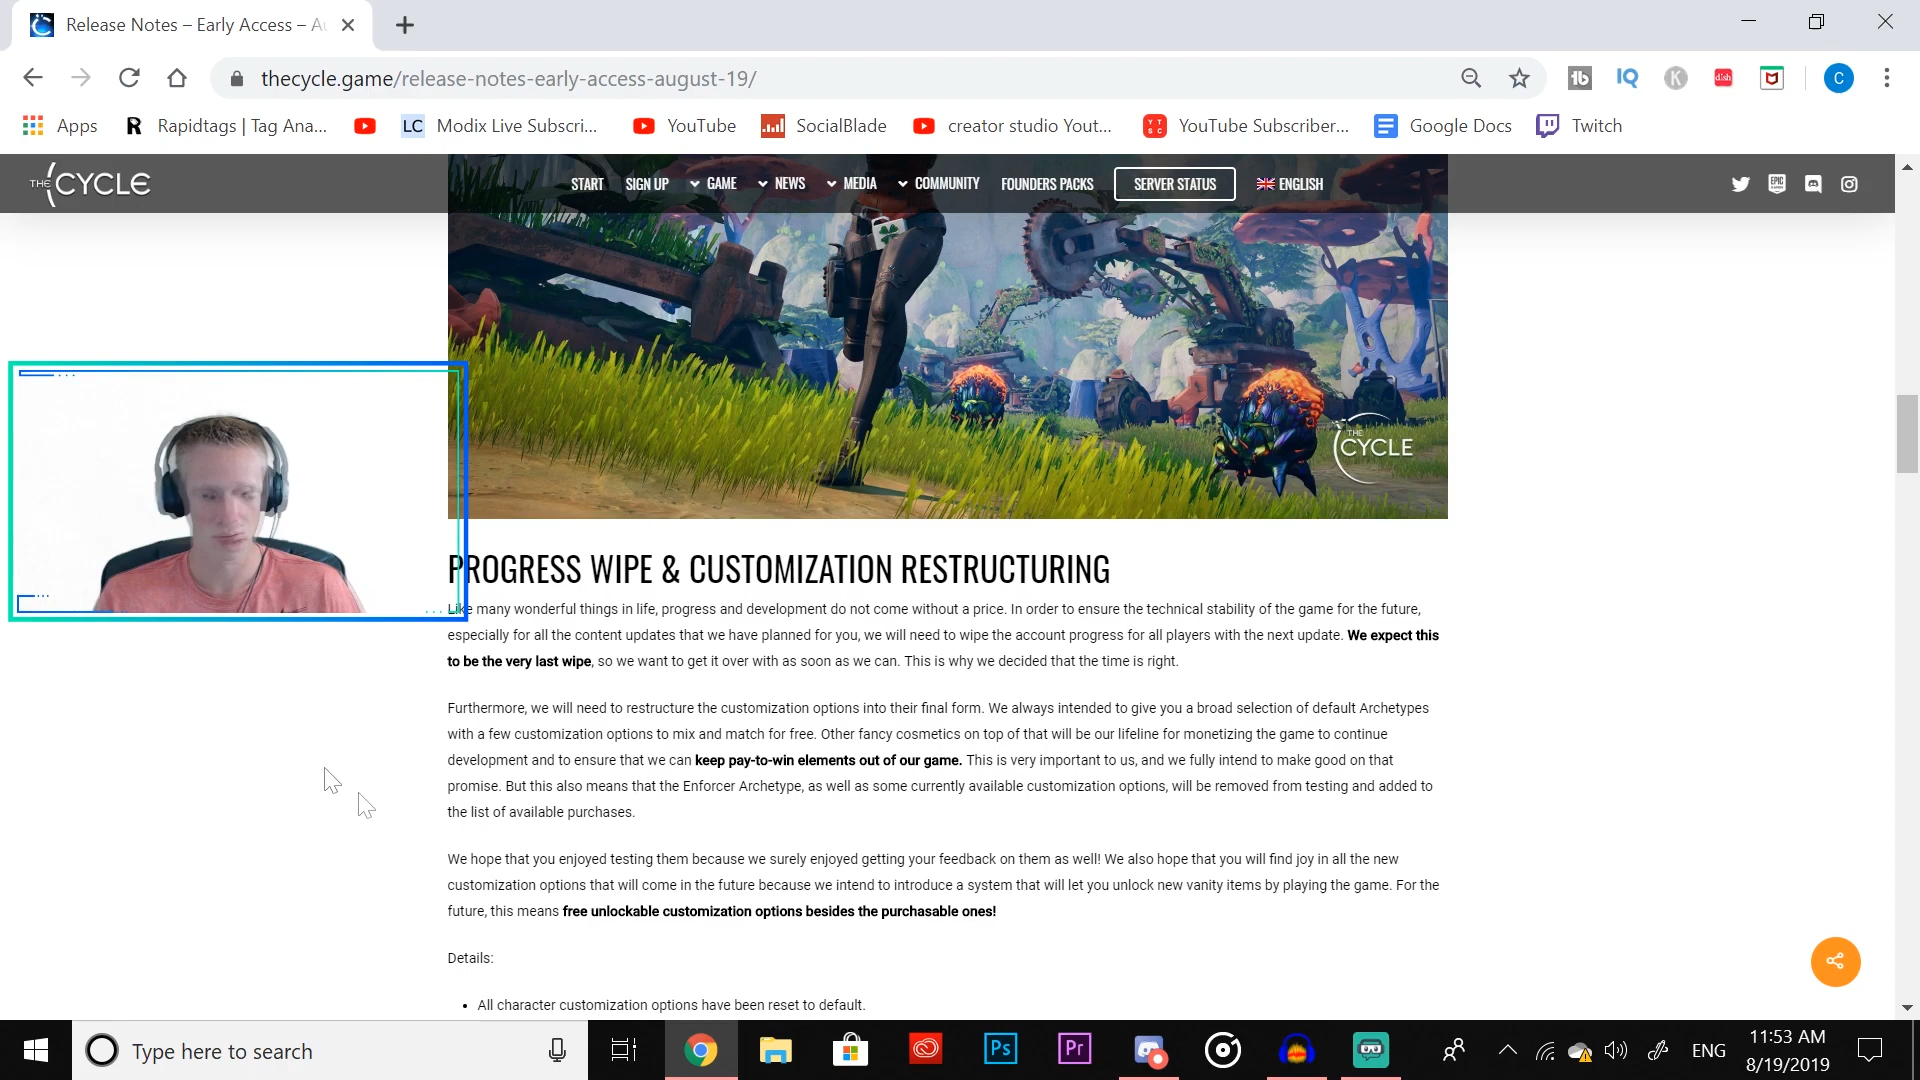 Release Notes – Early Access – Au
thecycle.game/release-notes-early-access-august-19/
Apps
Rapidtags | Tag Ana...
Modix Live Subscri...
YouTube
SocialBlade
creator studio Yout...
YouTube Subscriber...
Google Docs
Twitch
THE CYCLE
START
SIGN UP
GAME
NEWS
MEDIA
COMMUNITY
FOUNDERS PACKS
SERVER STATUS
ENGLISH
THE CYCLE
PROGRESS WIPE & CUSTOMIZATION RESTRUCTURING
Like many wonderful things in life, progress and development do not come without a price. In order to ensure the technical stability of the game for the future,
especially for all the content updates that we have planned for you, we will need to wipe the account progress for all players with the next update. We expect this
to be the very last wipe, so we want to get it over with as soon as we can. This is why we decided that the time is right.
Furthermore, we will need to restructure the customization options into their final form. We always intended to give you a broad selection of default Archetypes
with a few customization options to mix and match for free. Other fancy cosmetics on top of that will be our lifeline for monetizing the game to continue
development and to ensure that we can keep pay-to-win elements out of our game. This is very important to us, and we fully intend to make good on that
promise. But this also means that the Enforcer Archetype, as well as some currently available customization options, will be removed from testing and added to
the list of available purchases.
We hope that you enjoyed testing them because we surely enjoyed getting your feedback on them as well! We also hope that you will find joy in all the new
customization options that will come in the future because we intend to introduce a system that will let you unlock new vanity items by playing the game. For the
future, this means free unlockable customization options besides the purchasable ones!
Details:
• All character customization options have been reset to default.
Type here to search
Ps
Pr
ENG
11:53 AM
8/19/2019